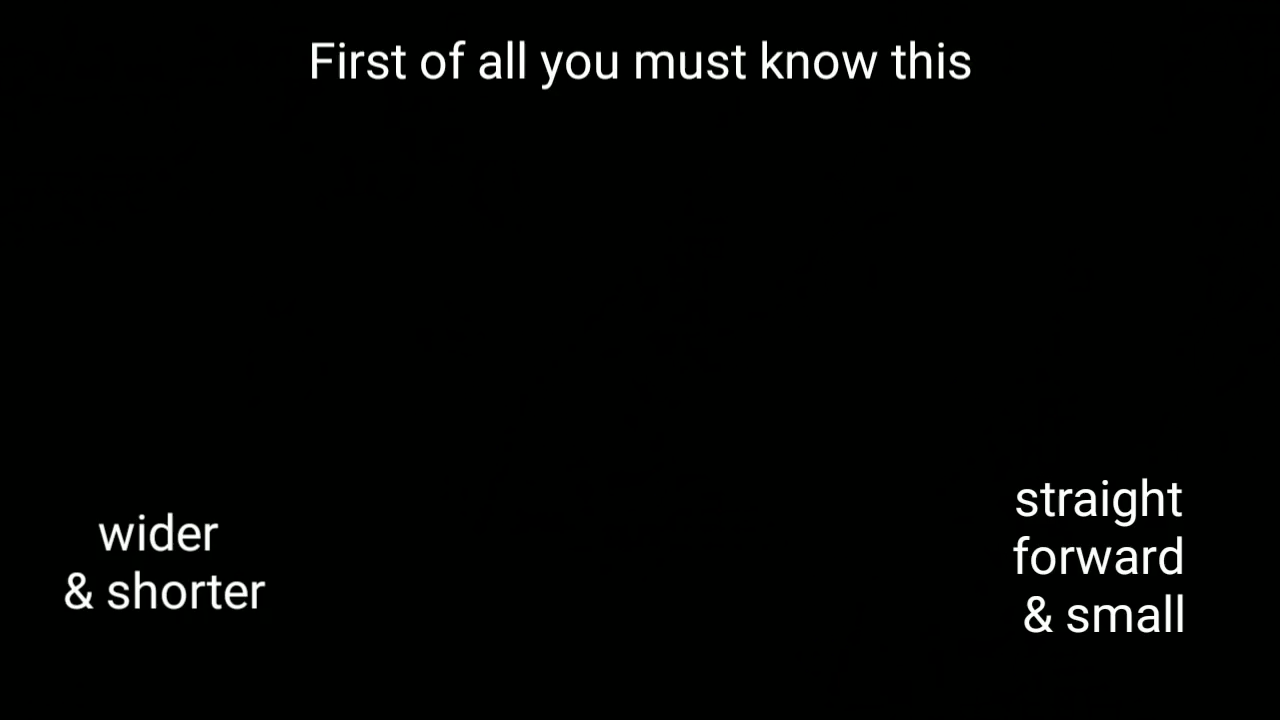 First of all you must know this
wider
& shorter
straight
forward
& small